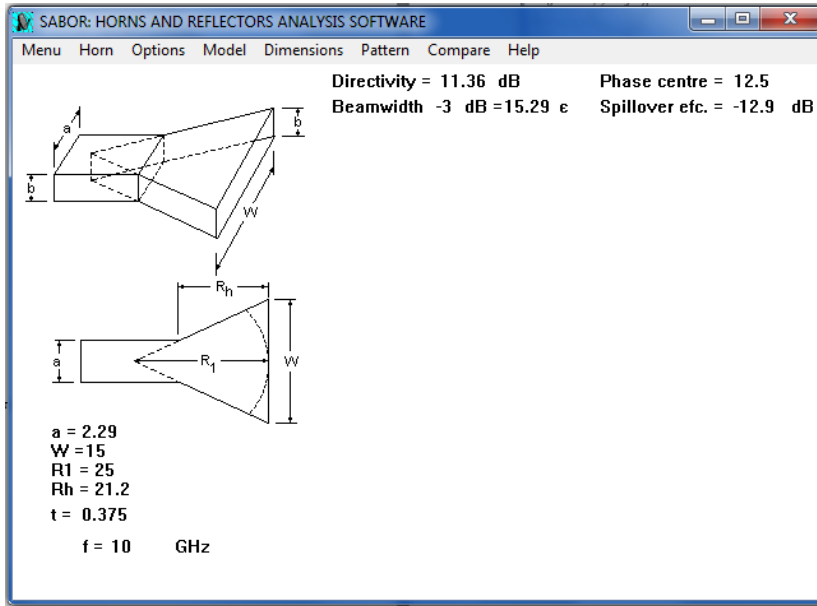 SABOR: HORNS AND REFLECTORS ANALYSIS SOFTWARE
Menu Horn Options Model Dimensions Pattern Compare Help
Directivity = 11.36 dB Phase centre = 12.5
Beamwidth -3 dB =15.29 ε Spillover efc. = -12.9 dB
a
b
b
W
Rh
a
R1
W
a = 2.29
W =15
R1 = 25
Rh = 21.2
t = 0.375
f = 10 GHz